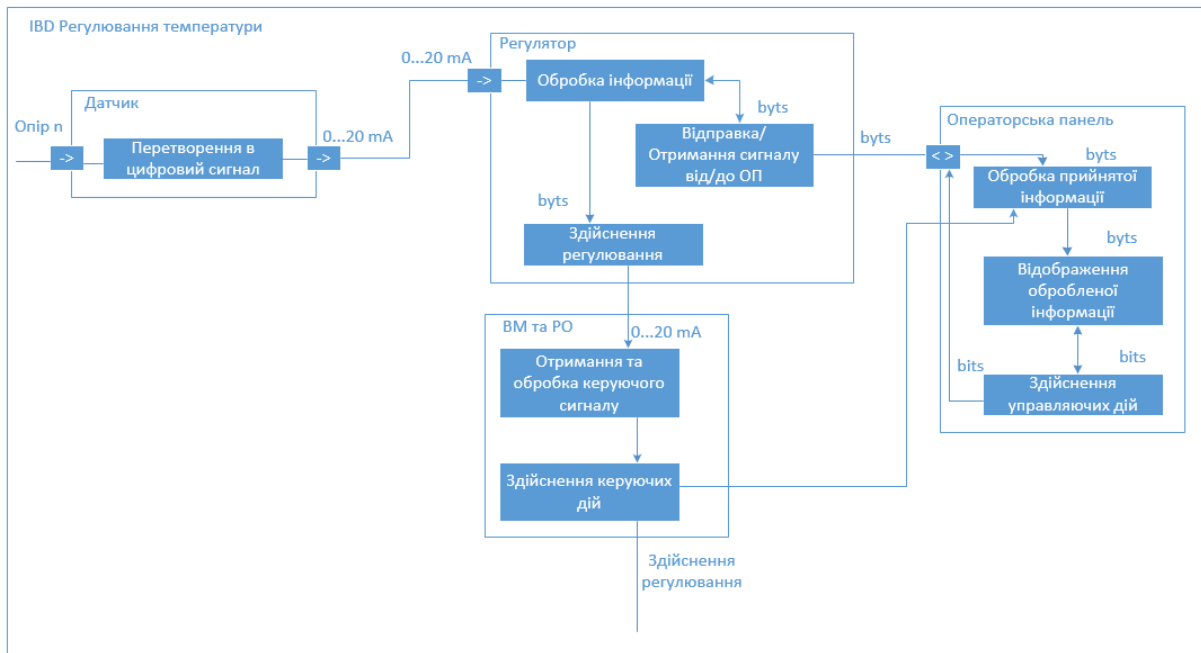 IBD Регулювання температури
Опір n
->
Датчик
Перетворення в
цифровий сигнал
->
0...20 mA
0...20 mA
->
Регулятор
Обробка інформації
byts
Відправка/
Отримання сигналу
від/до ОП
byts
Здійснення
регулювання
byts
Операторська панель
< >
byts
Обробка прийнятої
інформації
byts
Відображення
обробленої
інформації
bits
bits
Здійснення
управляючих дій
ВМ та РО
0...20 mA
Отримання та
обробка керуючого
сигналу
Здійснення керуючих
дій
Здійснення
регулювання